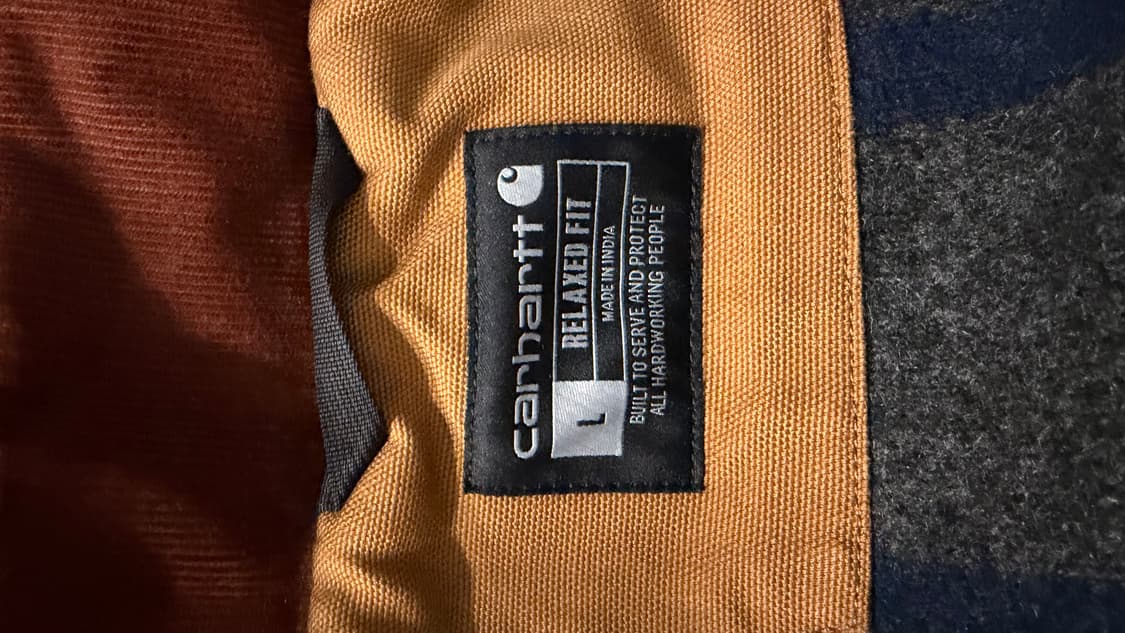 carhartt
L
RELAXED FIT
MADE IN INDIA
BUILT TO SERVE AND PROTECT
ALL HARDWORKING PEOPLE